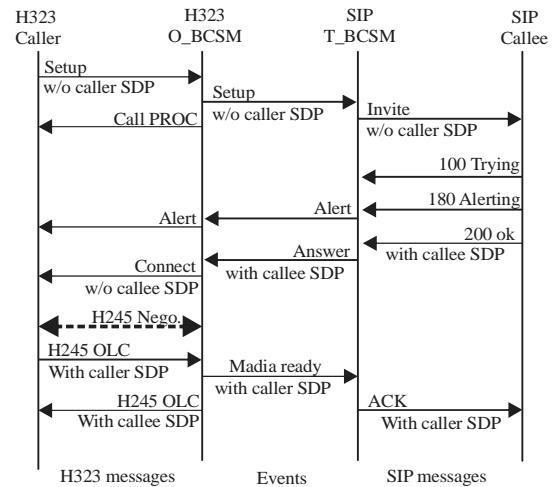 H323 H323 SIP SIP
Caller O_BCSM T_BCSM Callee
Setup
w/o caller SDP
Setup
w/o caller SDP
Call PROC
Invite
w/o caller SDP
100 Trying
180 Alerting
Alert
Alert
200 ok
with callee SDP
Answer
with callee SDP
Connect
w/o callee SDP
H245 Nego.
H245 OLC
With caller SDP
Madia ready
with caller SDP
H245 OLC
With callee SDP
ACK
With caller SDP
H323 messages Events SIP messages